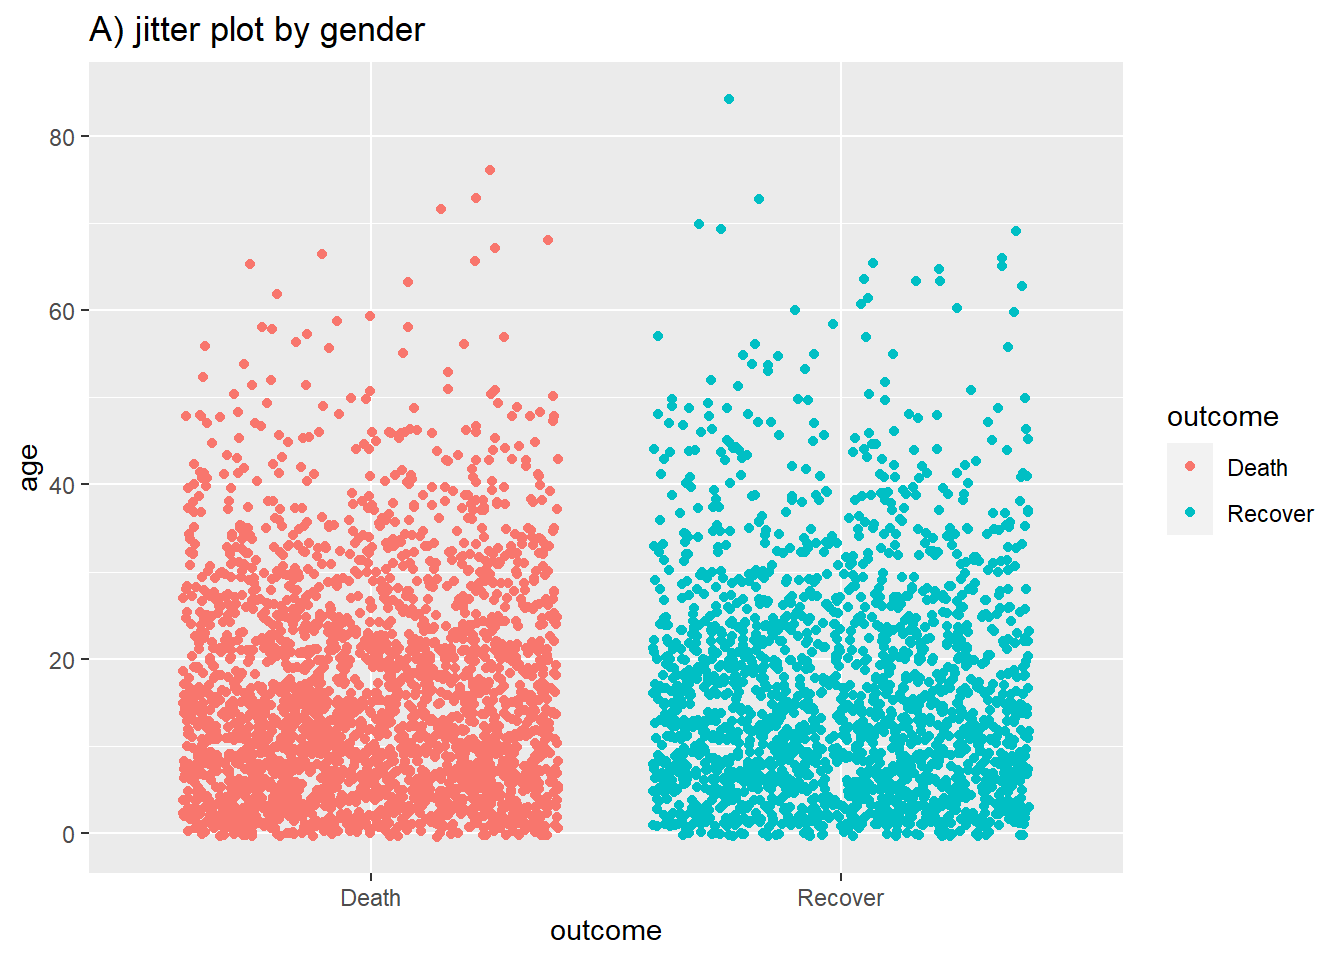 A) jitter plot by gender
80
60
40
20
0
age
Death
Recover
outcome
outcome
Death
Recover